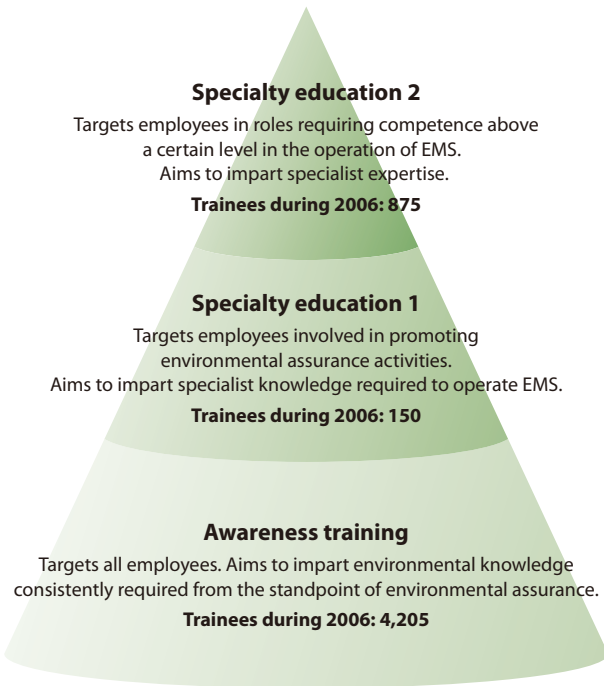 Specialty education 2
Targets employees in roles requiring competence above
a certain level in the operation of EMS.
Aims to impart specialist expertise.
Trainees during 2006: 875
Specialty education 1
Targets employees involved in promoting
environmental assurance activities.
Aims to impart specialist knowledge required to operate EMS.
Trainees during 2006: 150
Awareness training
Targets all employees. Aims to impart environmental knowledge
consistently required from the standpoint of environmental assurance.
Trainees during 2006: 4,205